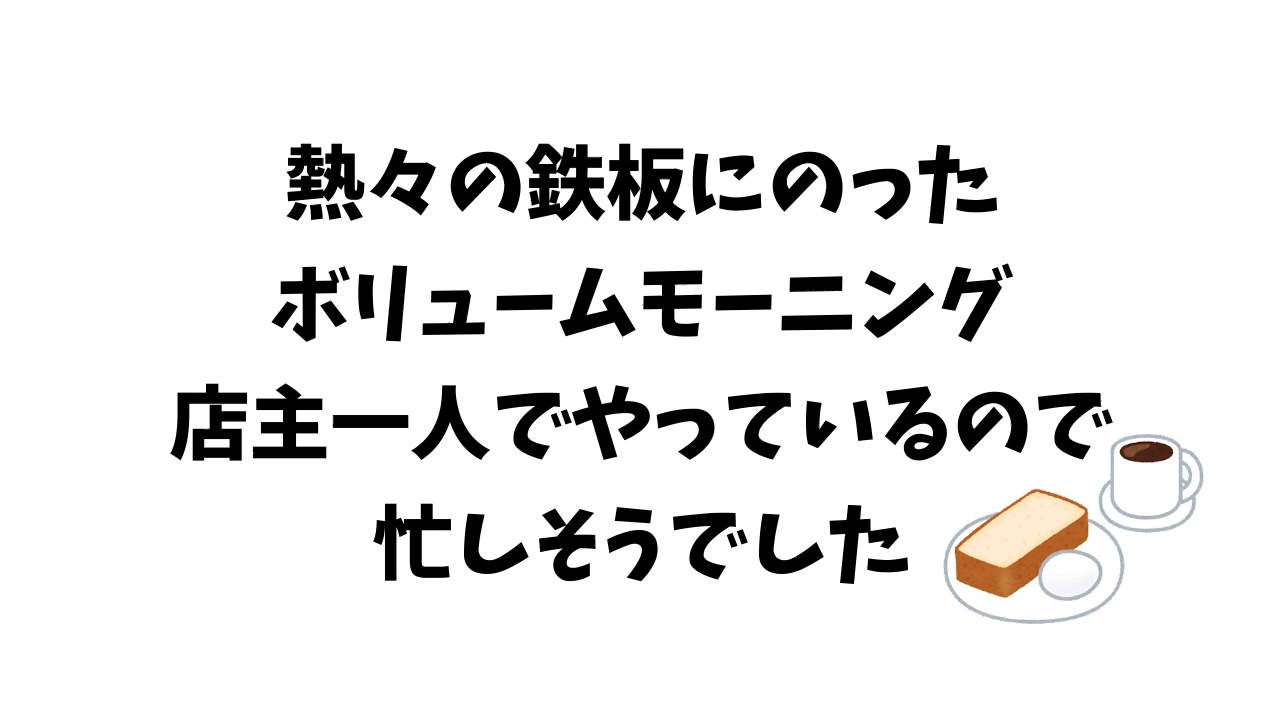 熱々の鉄板にのった
ボリュームモーニング
店主一人でやっているので
忙しそうでした